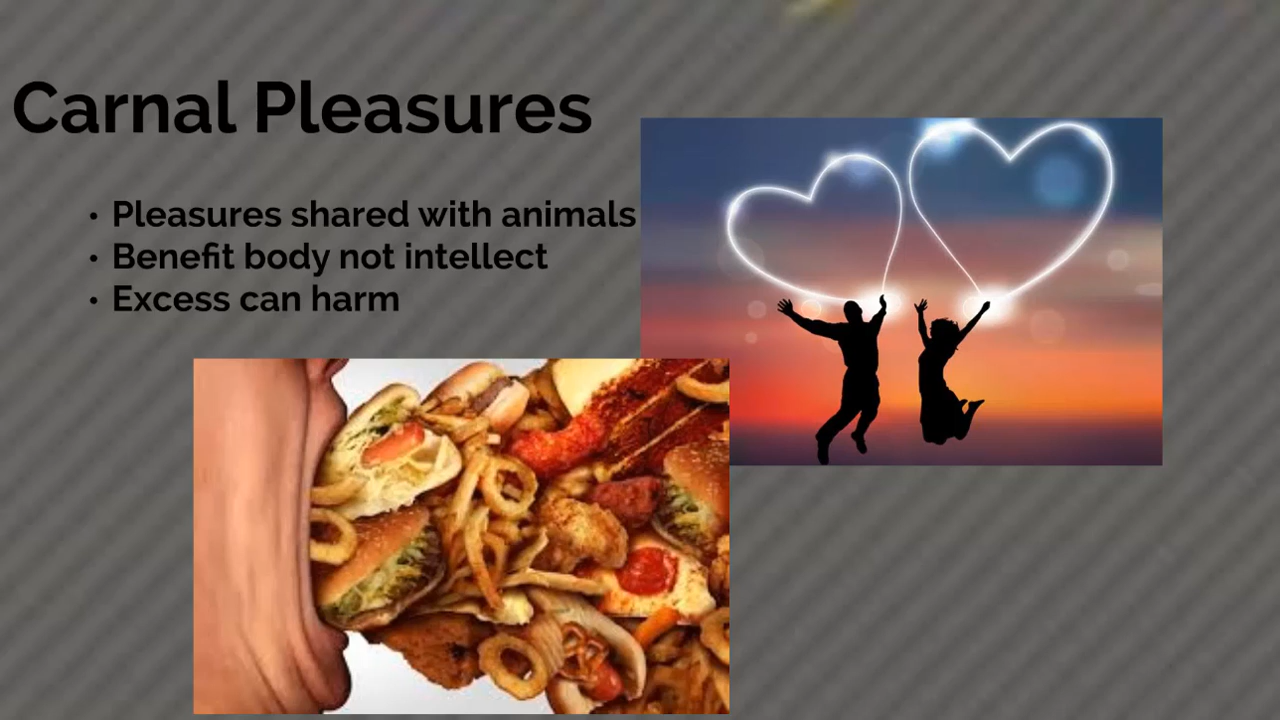 Carnal Pleasures
• Pleasures shared with animals
• Benefit body not intellect
• Excess can harm